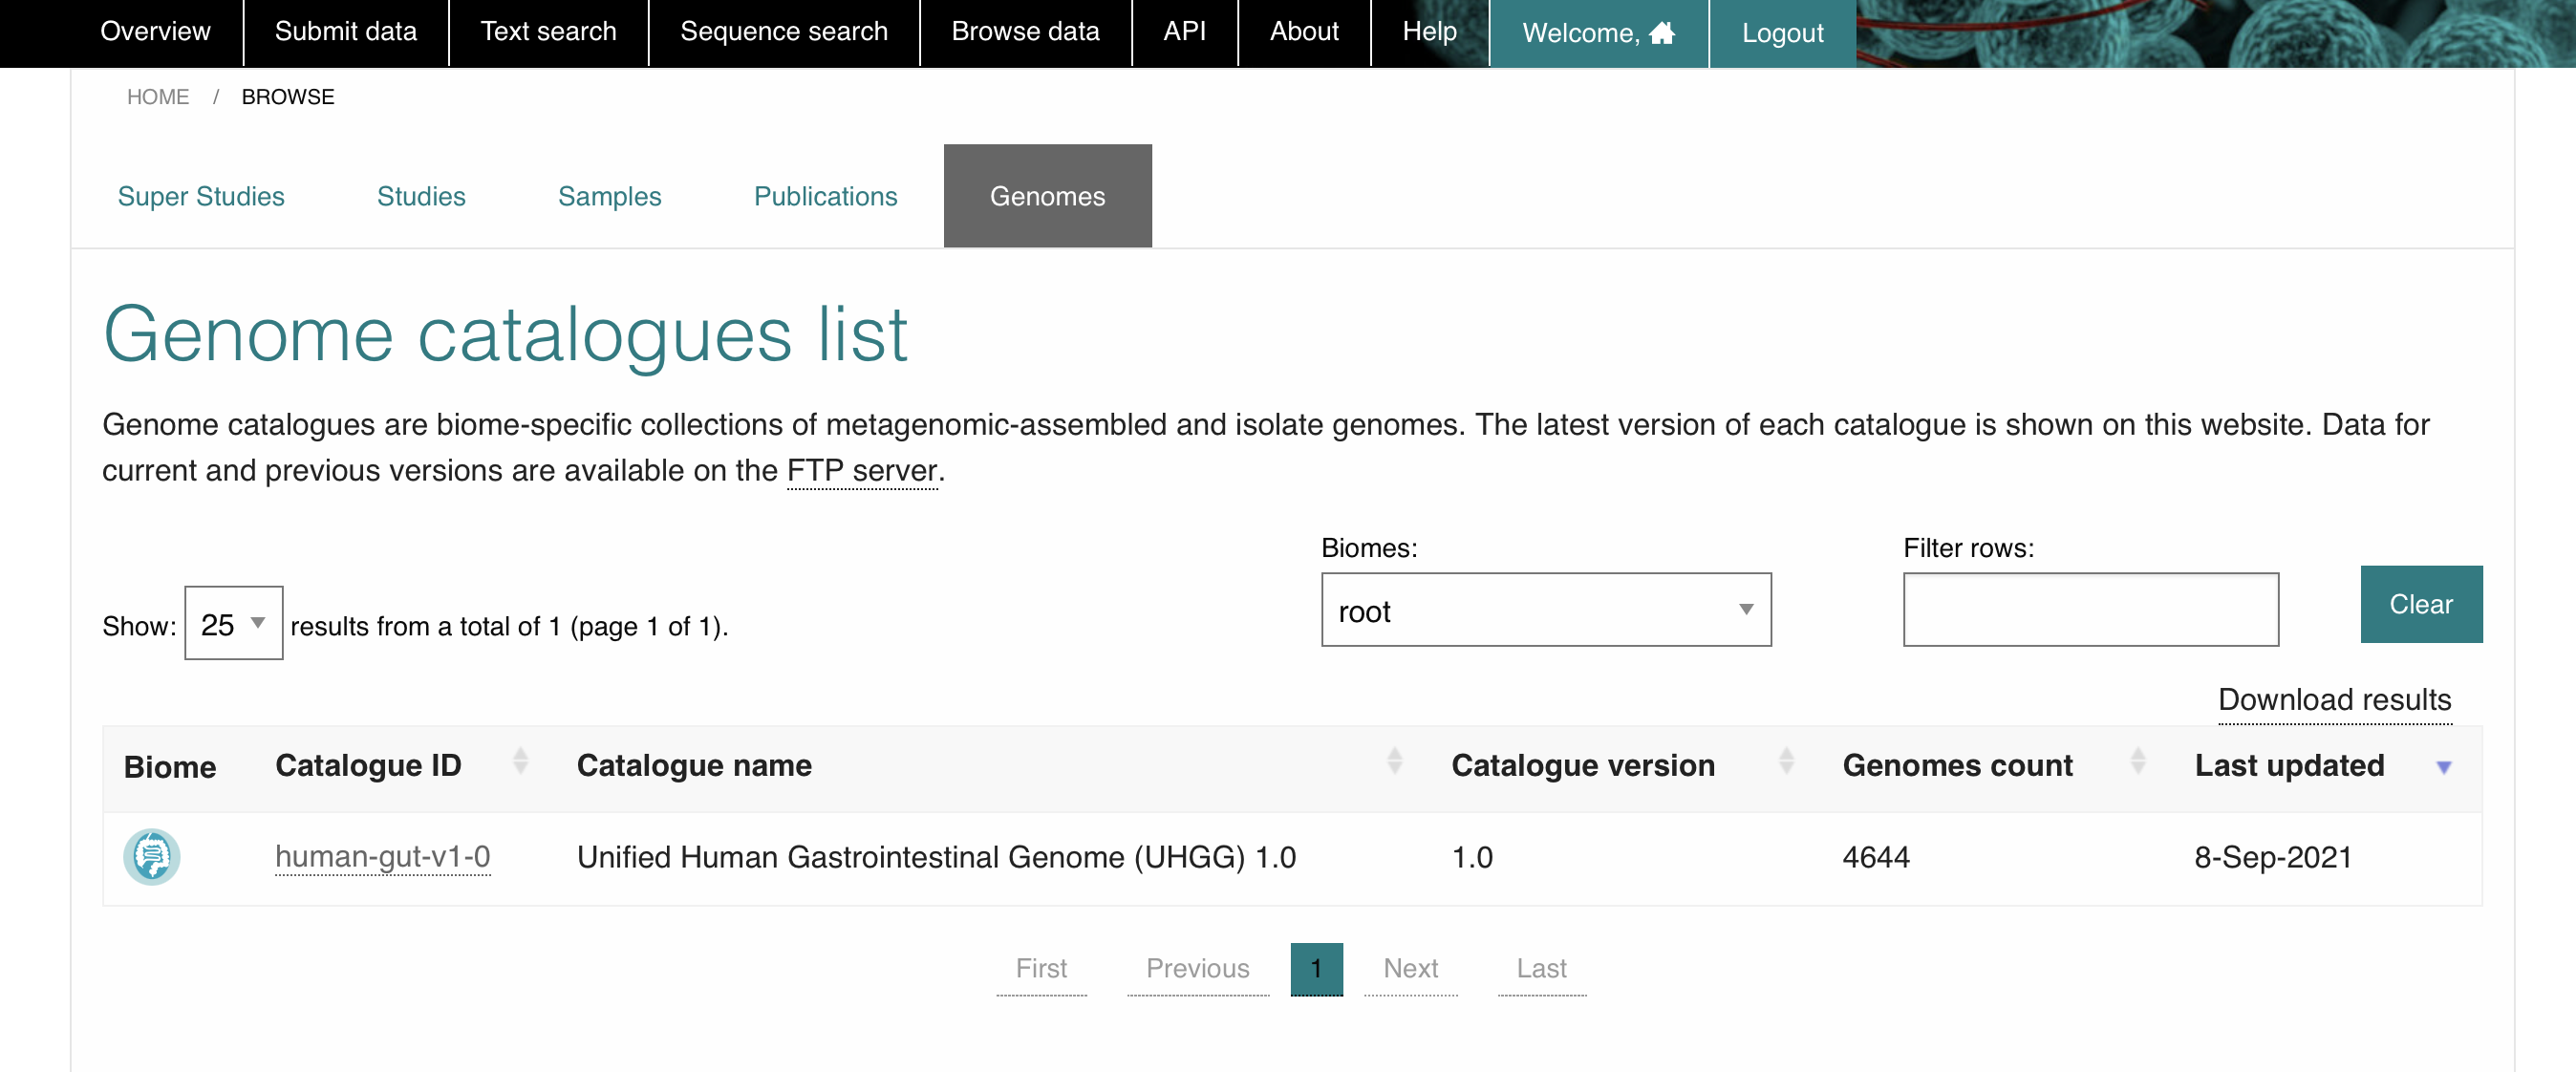 Overview Submit data Text search Sequence search Browse data API About Help Welcome, Logout
HOME / BROWSE
Super Studies Studies Samples Publications Genomes
Genome catalogues list
Genome catalogues are biome-specific collections of metagenomic-assembled and isolate genomes. The latest version of each catalogue is shown on this website. Data for
current and previous versions are available on the FTP server.
Biomes: Filter rows:
Show: 25 results from a total of 1 (page 1 of 1). root Clear
Download results
Biome Catalogue ID Catalogue name Catalogue version Genomes count Last updated
human-gut-v1-0 Unified Human Gastrointestinal Genome (UHGG) 1.0 1.0 4644 8-Sep-2021
First Previous 1 Next Last